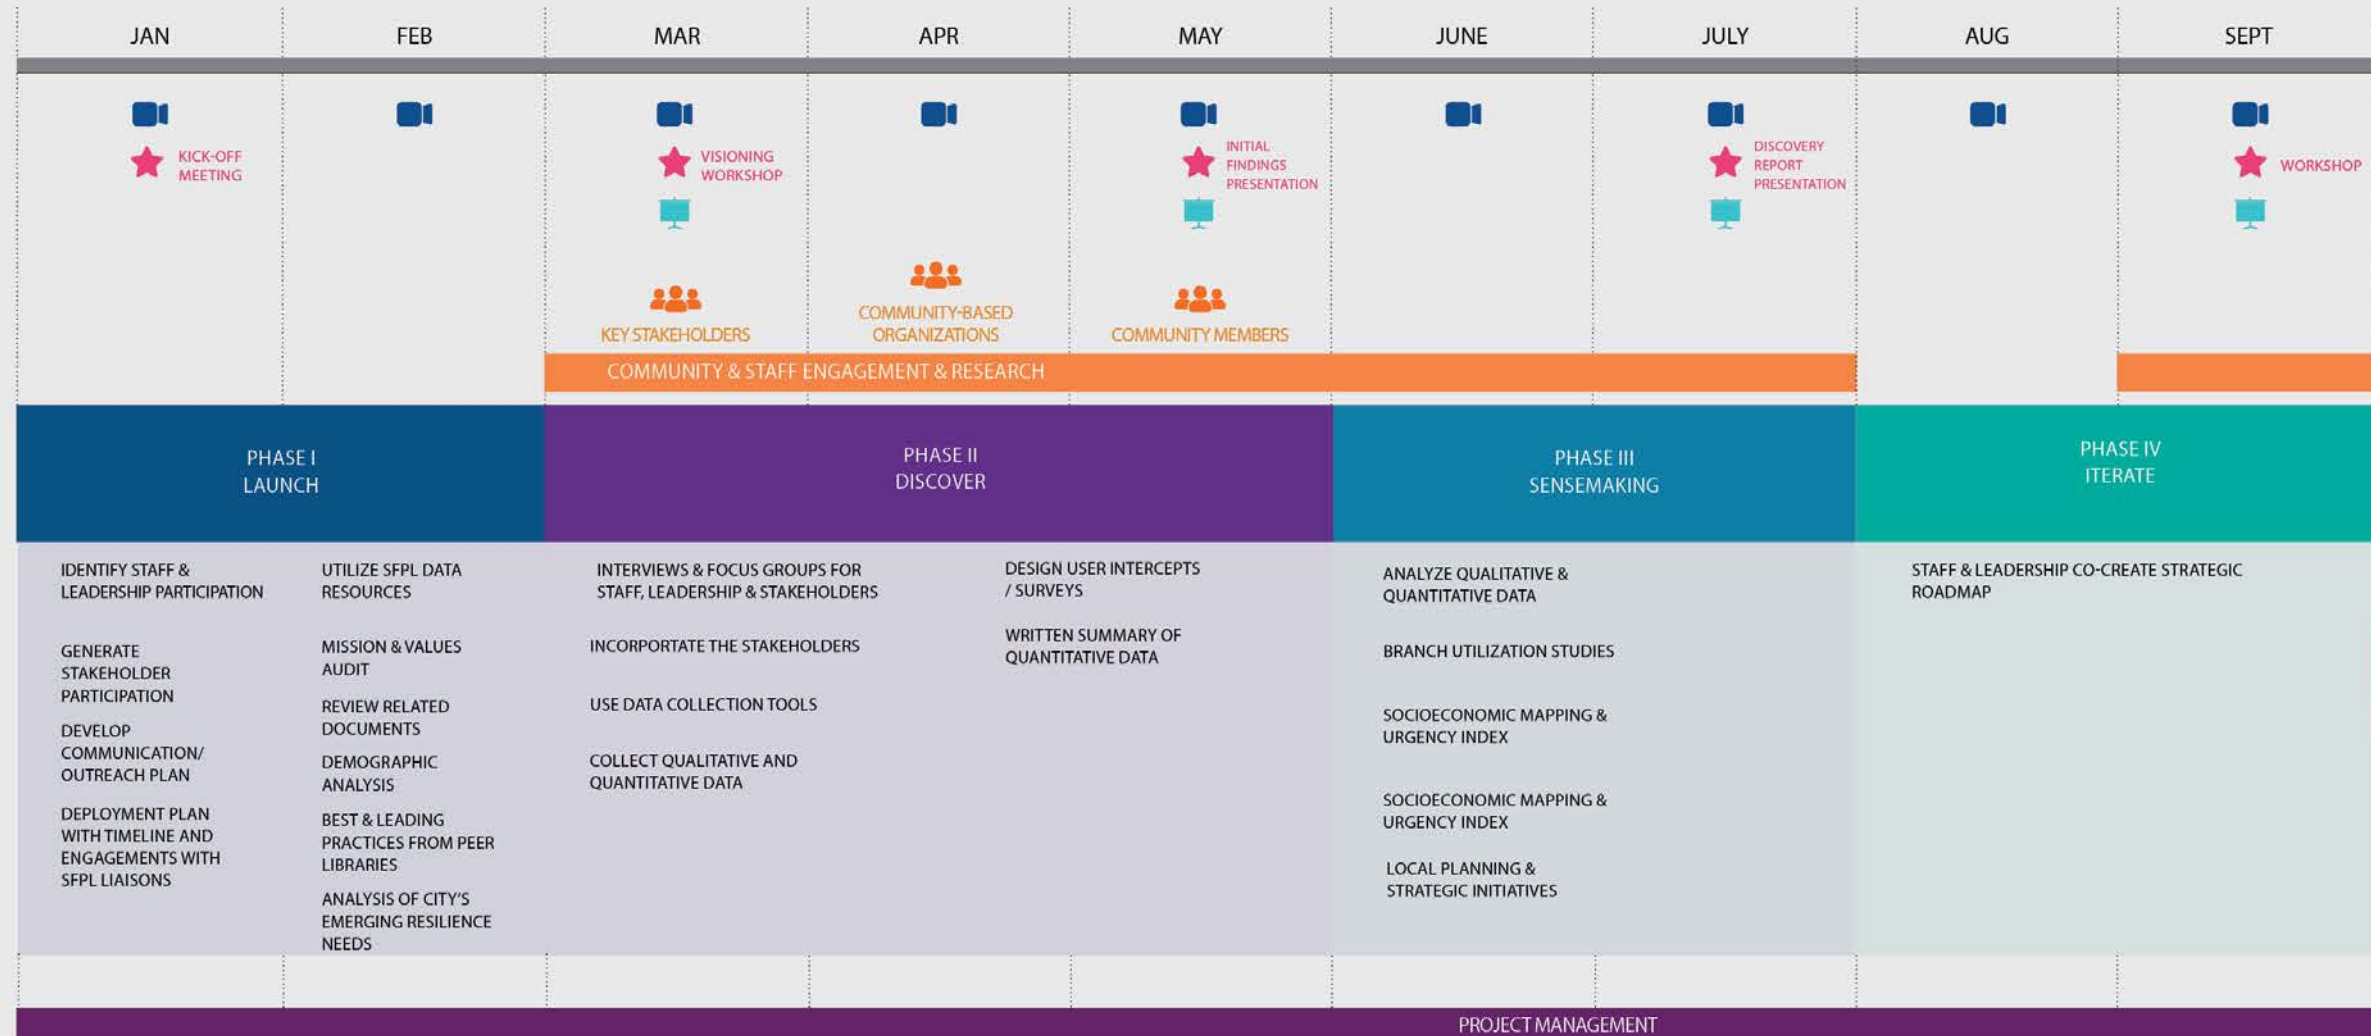 JAN
FEB
MAR
APR
MAY
JUNE
JULY
AUG
SEPT
KICK-OFF
MEETING
VISIONING
WORKSHOP
INITIAL
FINDINGS
PRESENTATION
DISCOVERY
REPORT
PRESENTATION
WORKSHOP
KEY STAKEHOLDERS
COMMUNITY-BASED
ORGANIZATIONS
COMMUNITY MEMBERS
COMMUNITY & STAFF ENGAGEMENT & RESEARCH
PHASE I
LAUNCH
PHASE II
DISCOVER
PHASE III
SENSEMAKING
PHASE IV
ITERATE
IDENTIFY STAFF &
LEADERSHIP PARTICIPATION
GENERATE
STAKEHOLDER
PARTICIPATION
DEVELOP
COMMUNICATION/
OUTREACH PLAN
DEPLOYMENT PLAN
WITH TIMELINE AND
ENGAGEMENTS WITH
SFPL LIAISONS
UTILIZE SFPL DATA
RESOURCES
MISSION & VALUES
AUDIT
REVIEW RELATED
DOCUMENTS
DEMOGRAPHIC
ANALYSIS
BEST & LEADING
PRACTICES FROM PEER
LIBRARIES
ANALYSIS OF CITY'S
EMERGING RESILIENCE
NEEDS
INTERVIEWS & FOCUS GROUPS FOR
STAFF, LEADERSHIP & STAKEHOLDERS
INCORPORTATE THE STAKEHOLDERS
USE DATA COLLECTION TOOLS
COLLECT QUALITATIVE AND
QUANTITATIVE DATA
DESIGN USER INTERCEPTS
/ SURVEYS
WRITTEN SUMMARY OF
QUANTITATIVE DATA
ANALYZE QUALITATIVE &
QUANTITATIVE DATA
BRANCH UTILIZATION STUDIES
SOCIOECONOMIC MAPPING &
URGENCY INDEX
SOCIOECONOMIC MAPPING &
URGENCY INDEX
LOCAL PLANNING &
STRATEGIC INITIATIVES
STAFF & LEADERSHIP CO-CREATE STRATEGIC
ROADMAP
PROJECT MANAGEMENT